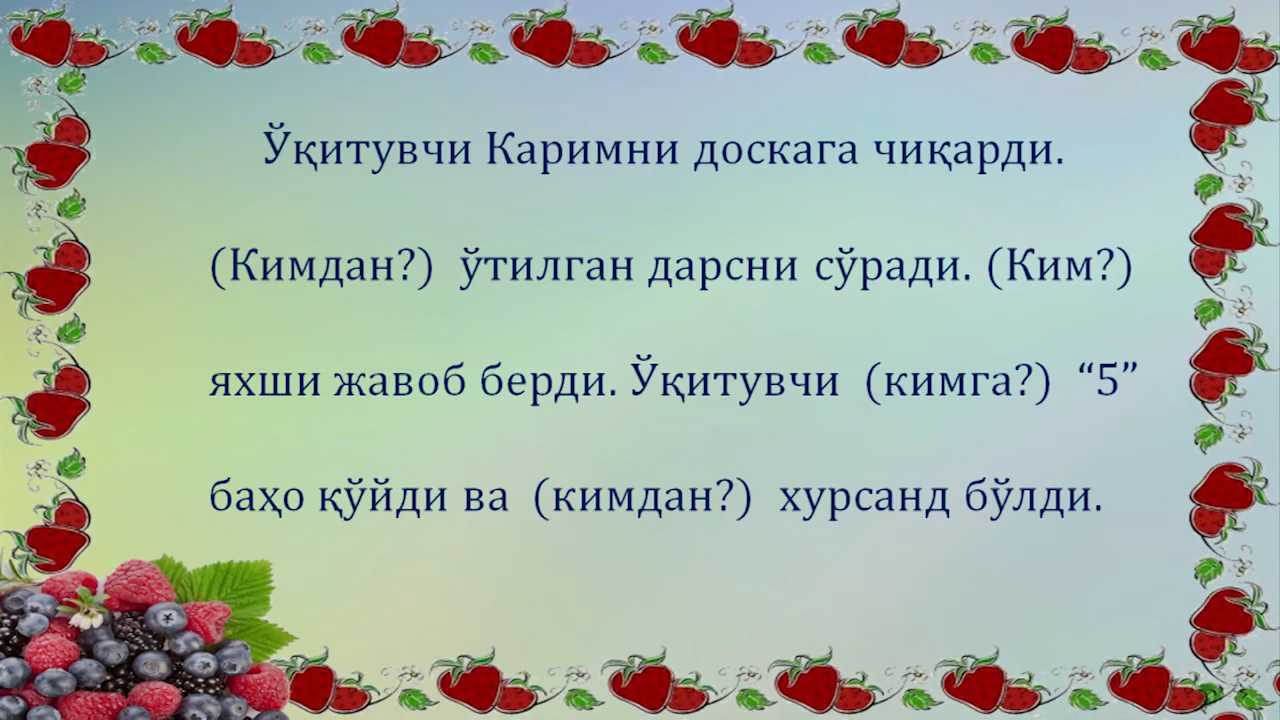 Ўқитувчи Каримни доскага чиқарди.
(Кимдан?) ўтилган дарсни сўради. (Ким?)
яхши жавоб берди. Ўқитувчи (кимга?) “5”
баҳо қўйди ва (кимдан?) хурсанд бўлди.